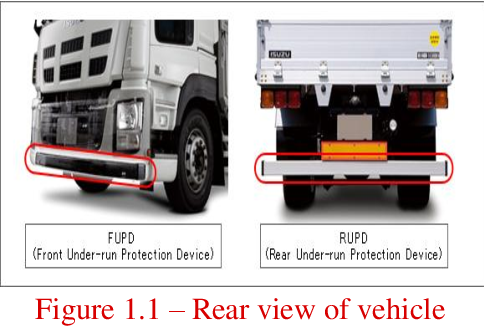 ISUZU
FUPD
(Front Under-run Protection Device)
RUPD
(Rear Under-run Protection Device)
Figure 1.1 – Rear view of vehicle